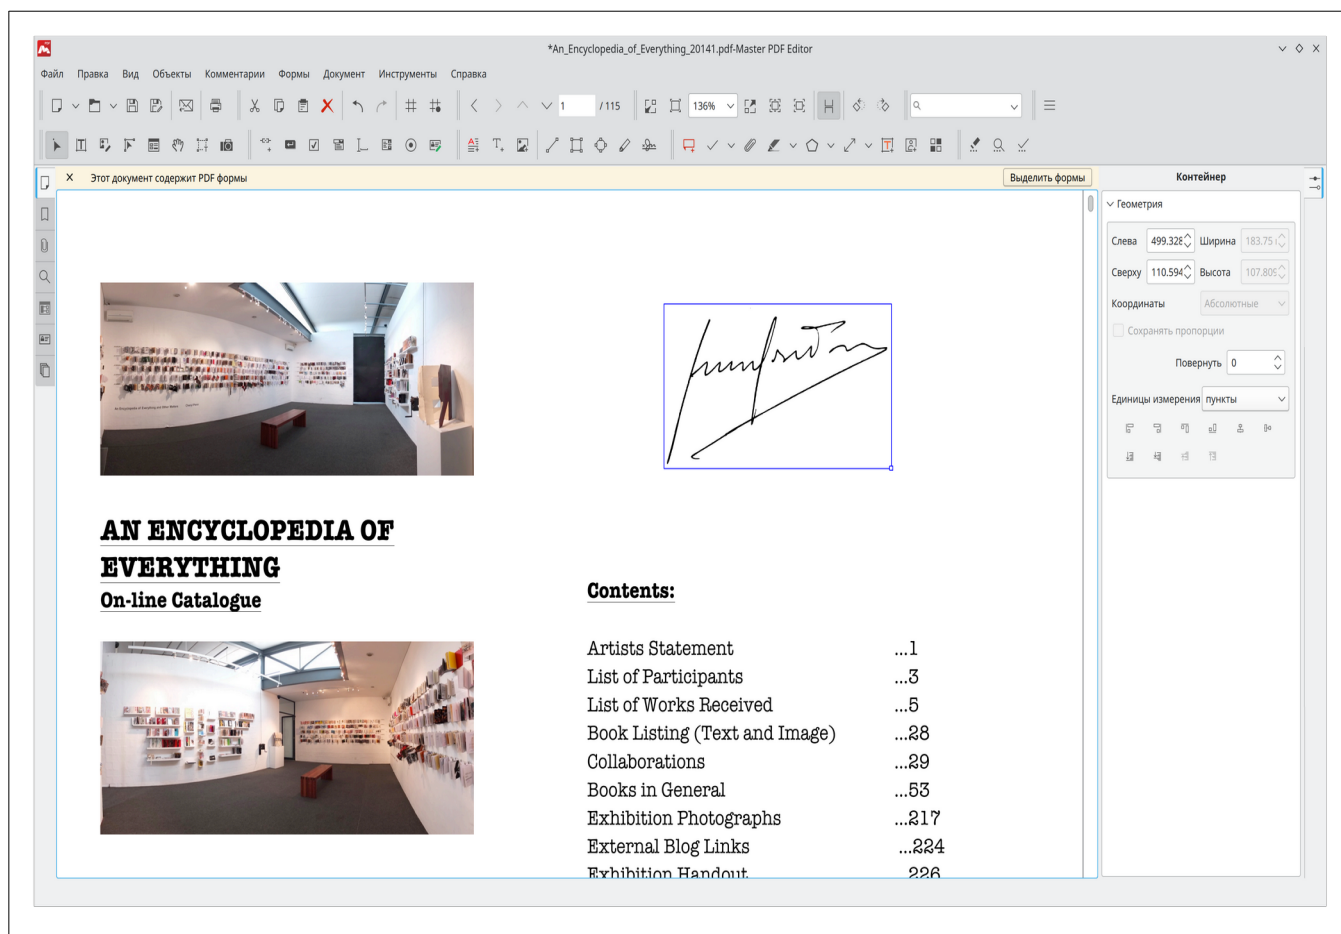 *An_Encyclopedia_of_Everything_20141.pdf-Master PDF Editor
Файл Правка Вид Объекты Комментарии Формы Документ Инструменты Справка
1 / 115 136%
Этот документ содержит PDF формы
Выделить формы
Контейнер
Геометрия
Слева 499.328 Ширина 183.75
Сверху 110.594 Высота 107.809
Координаты Абсолютные
Сохранять пропорции
Повернуть 0
Единицы измерения пункты
AN ENCYCLOPEDIA OF
EVERYTHING
On-line Catalogue
Contents:
Artists Statement ...1
List of Participants ...3
List of Works Received ...5
Book Listing (Text and Image) ...28
Collaborations ...29
Books in General ...53
Exhibition Photographs ...217
External Blog Links ...224
Exhibition Handout 226